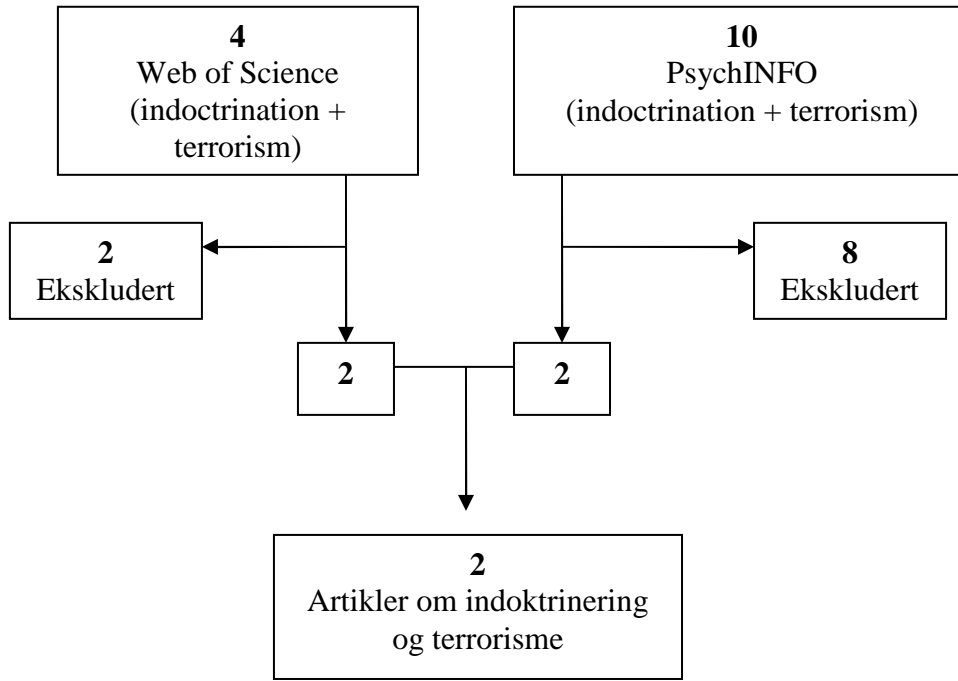 4
Web of Science
(indoctrination +
terrorism)
10
PsychINFO
(indoctrination + terrorism)
2
Ekskludert
8
Ekskludert
2
2
2
Artikler om indoktrinering
og terrorisme